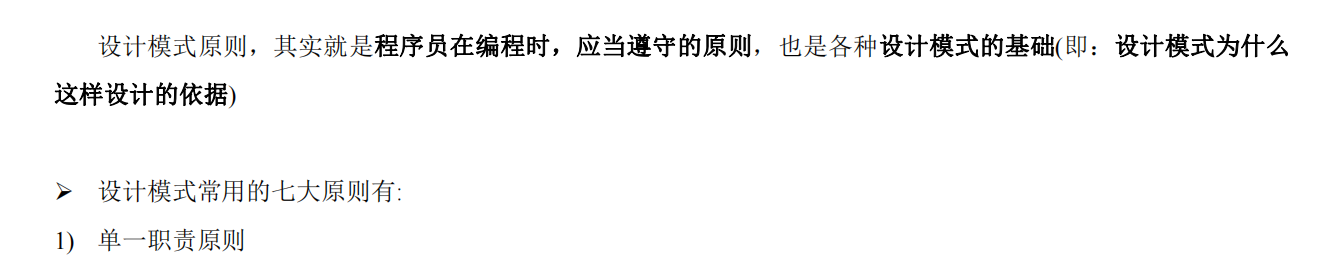 设计模式原则，其实就是程序员在编程时，应当遵守的原则，也是各种设计模式的基础(即：设计模式为什么
这样设计的依据)
➢ 设计模式常用的七大原则有:
1) 单一职责原则